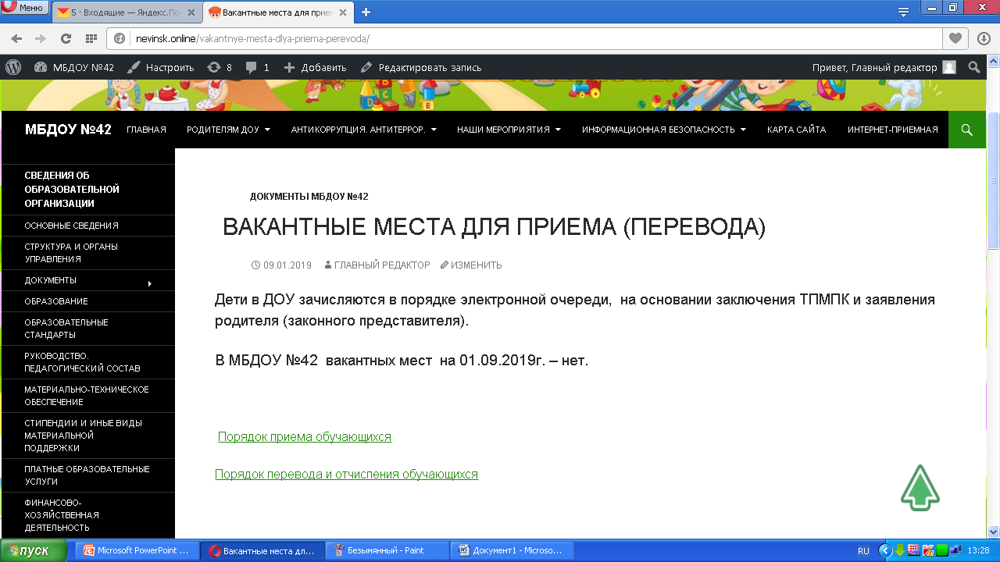 Меню
5 · Входящие — Яндекс.По
Вакантные места для прием
nevinsk.online/vakantnye-mesta-dlya-priema-perevoda/
МБДОУ №42 Настроить 8 1 Добавить Редактировать запись Привет, Главный редактор
МБДОУ №42 ГЛАВНАЯ РОДИТЕЛЯМ ДОУ АНТИКОРРУПЦИЯ. АНТИТЕРРОР. НАШИ МЕРОПРИЯТИЯ ИНФОРМАЦИОННАЯ БЕЗОПАСНОСТЬ КАРТА САЙТА ИНТЕРНЕТ-ПРИЕМНАЯ
СВЕДЕНИЯ ОБ
ОБРАЗОВАТЕЛЬНОЙ
ОРГАНИЗАЦИИ
ОСНОВНЫЕ СВЕДЕНИЯ
СТРУКТУРА И ОРГАНЫ
УПРАВЛЕНИЯ
ДОКУМЕНТЫ
ОБРАЗОВАНИЕ
ОБРАЗОВАТЕЛЬНЫЕ
СТАНДАРТЫ
РУКОВОДСТВО.
ПЕДАГОГИЧЕСКИЙ СОСТАВ
МАТЕРИАЛЬНО-ТЕХНИЧЕСКОЕ
ОБЕСПЕЧЕНИЕ
СТИПЕНДИИ И ИНЫЕ ВИДЫ
МАТЕРИАЛЬНОЙ
ПОДДЕРЖКИ
ПЛАТНЫЕ ОБРАЗОВАТЕЛЬНЫЕ
УСЛУГИ
ФИНАНСОВО-
ХОЗЯЙСТВЕННАЯ
ДЕЯТЕЛЬНОСТЬ
ДОКУМЕНТЫ МБДОУ №42
ВАКАНТНЫЕ МЕСТА ДЛЯ ПРИЕМА (ПЕРЕВОДА)
09.01.2019 ГЛАВНЫЙ РЕДАКТОР ИЗМЕНИТЬ
Дети в ДОУ зачисляются в порядке электронной очереди, на основании заключения ТПМПК и заявления
родителя (законного представителя).
В МБДОУ №42 вакантных мест на 01.09.2019г. – нет.
Порядок приема обучающихся
Порядок перевода и отчисления обучающихся
пуск Microsoft PowerPoint ... Вакантные места дл... Безымянный - Paint Документ1 - Microso... RU 13:28